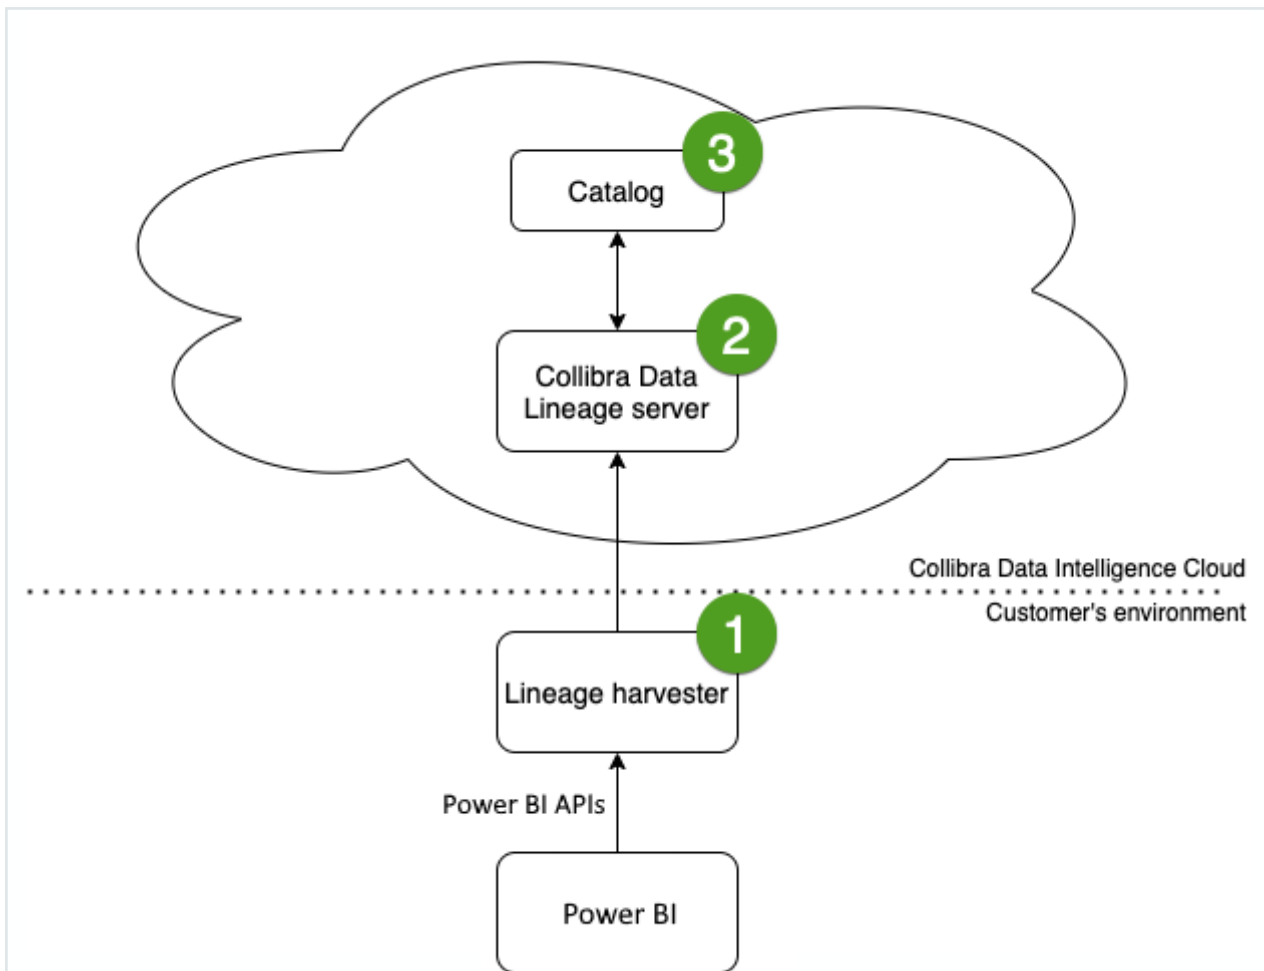 3
Catalog
2
Collibra Data
Lineage server
Collibra Data Intelligence Cloud
Customer's environment
1
Lineage harvester
Power BI APIs
Power BI